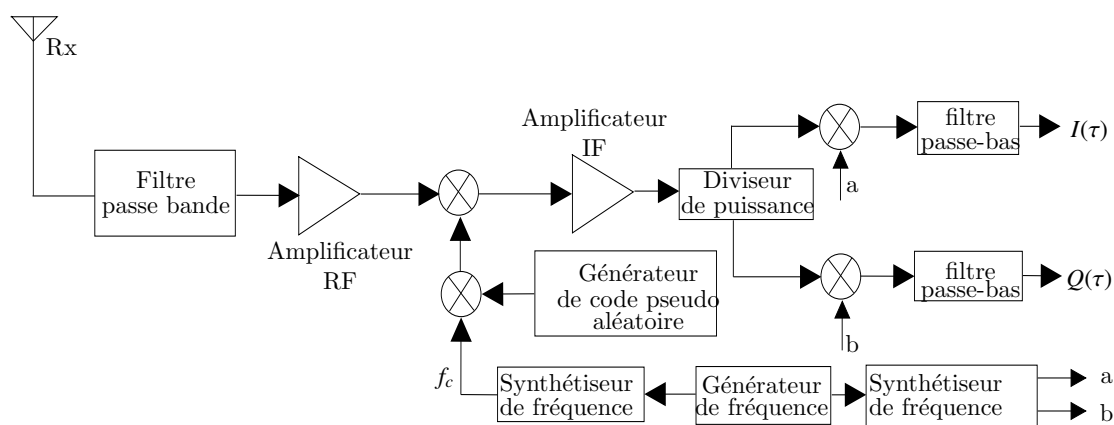 Rx
Filtre
passe bande
Amplificateur
RF
Amplificateur
IF
Diviseur
de puissance
a
filtre
passe-bas
I(τ)
b
filtre
passe-bas
Q(τ)
Générateur
de code pseudo
aléatoire
f_c
Synthétiseur
de fréquence
Générateur
de fréquence
Synthétiseur
de fréquence
a
b